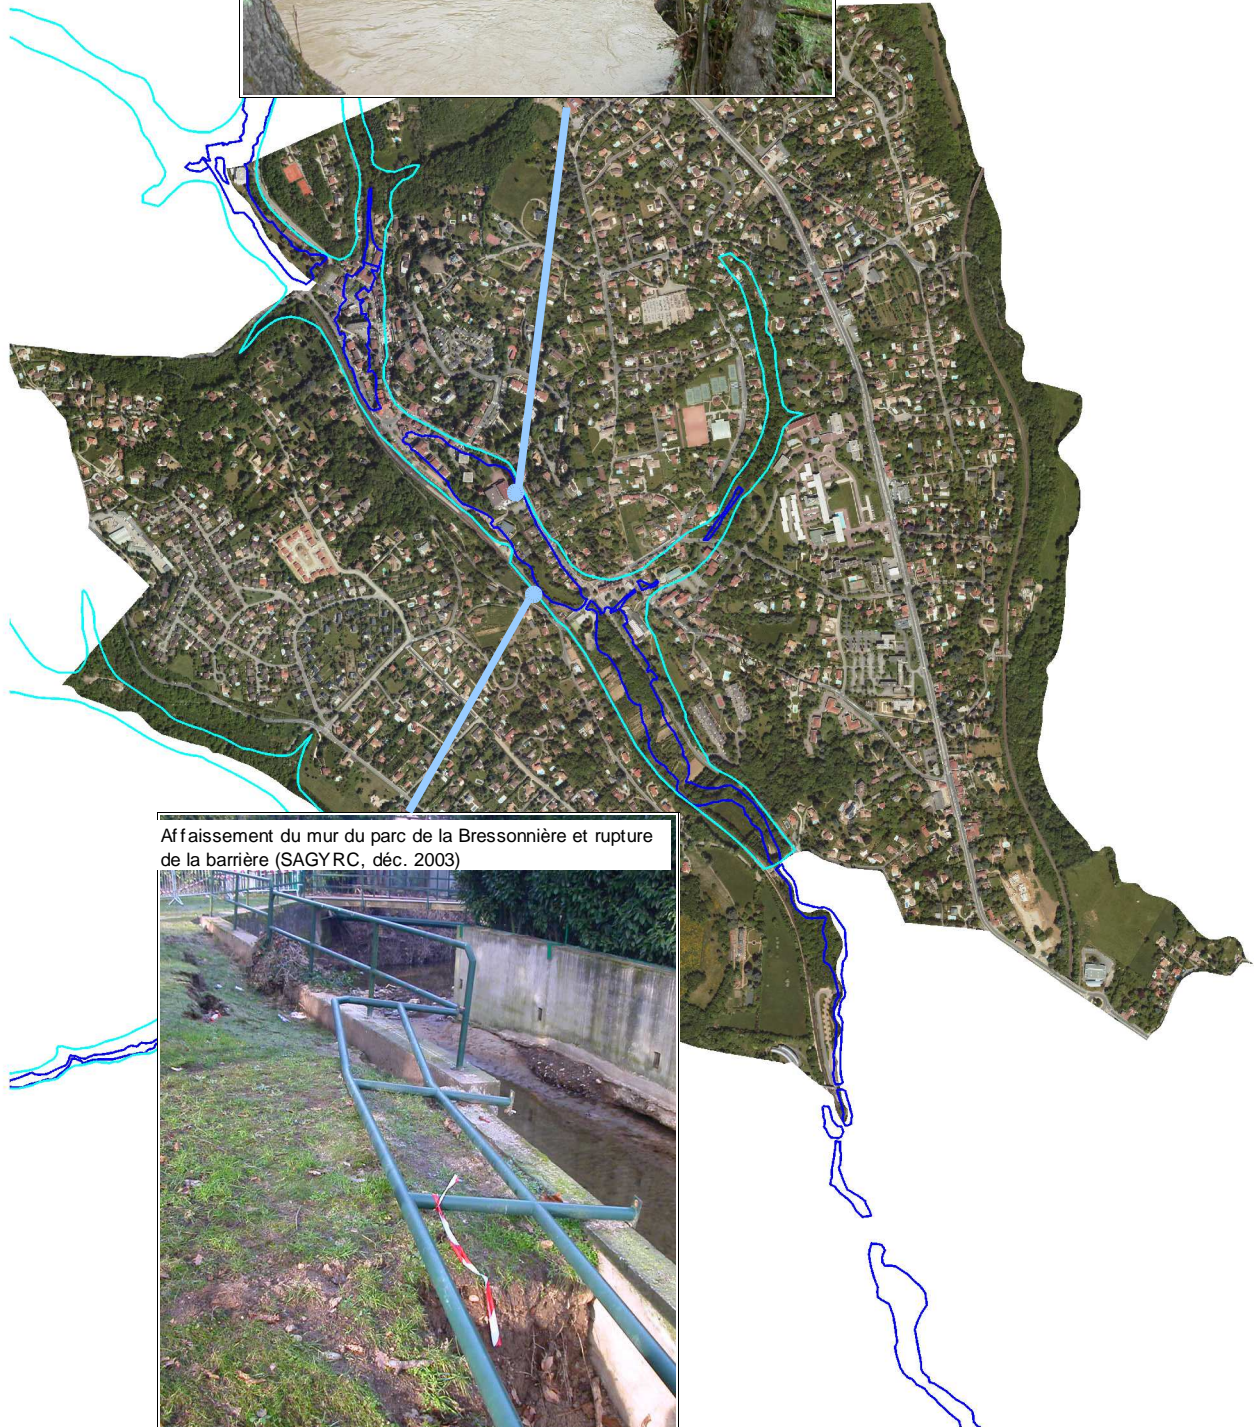 Affaissement du mur du parc de la Bressonnière et rupture
de la barrière (SAGYRC, déc. 2003)